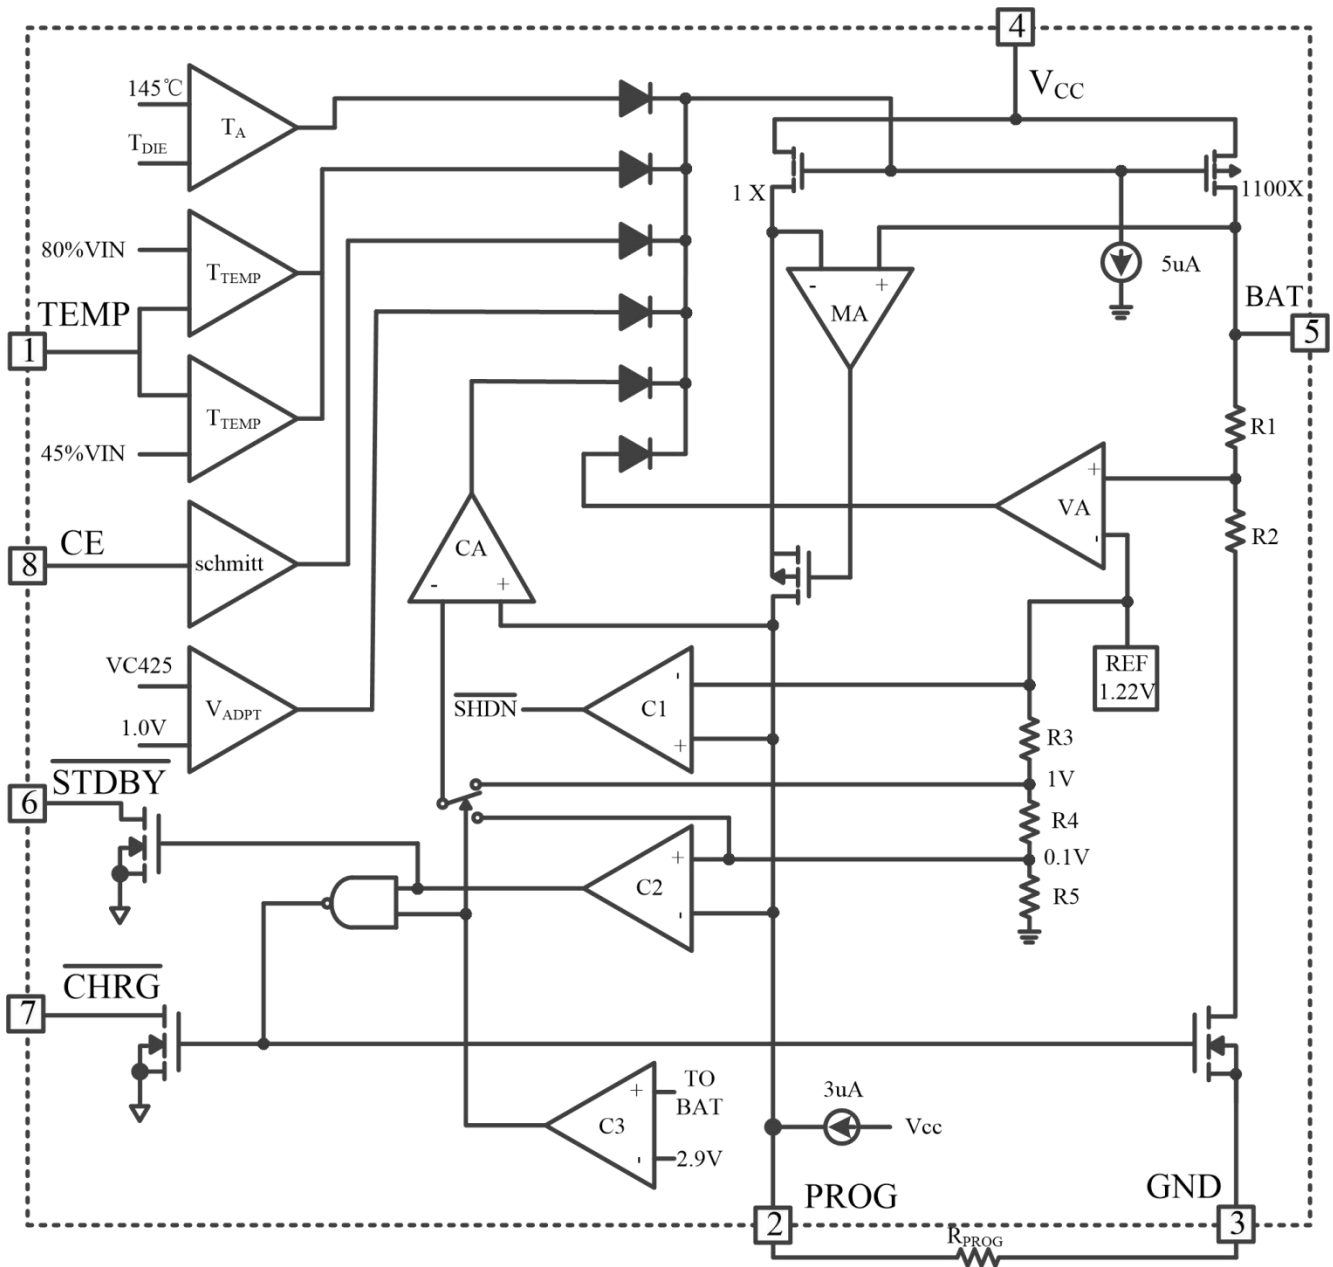 4
VCC
145℃
TA
TDIE
1 X
1100X
80%VIN
TTEMP
5uA
TEMP
- +
MA
BAT
1
5
TTEMP
45%VIN
R1
+
VA
-
R2
CE
8
schmitt
CA
- +
VC425
VADPT
1.0V
SHDN
-
C1
+
REF
1.22V
R3
STDBY
6
1V
R4
+
C2
-
0.1V
R5
CHRG
7
+
C3
-
TO
BAT
2.9V
3uA
Vcc
PROG
GND
2
3
RPROG